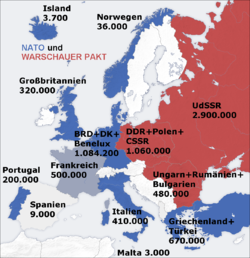 Island
3.700
Norwegen
36.000
NATO und
WARSCHAUER PAKT
Großbritannien
320.000
UdSSR
2.900.000
BRD+DK+
Benelux
1.084.200
DDR+Polen+
CSSR
1.060.000
Frankreich
500.000
Ungarn+Rumänien+
Bulgarien
480.000
Portugal
200.000
Spanien
9.000
Italien
410.000
Griechenland+
Türkei
670.000
Malta 3.000